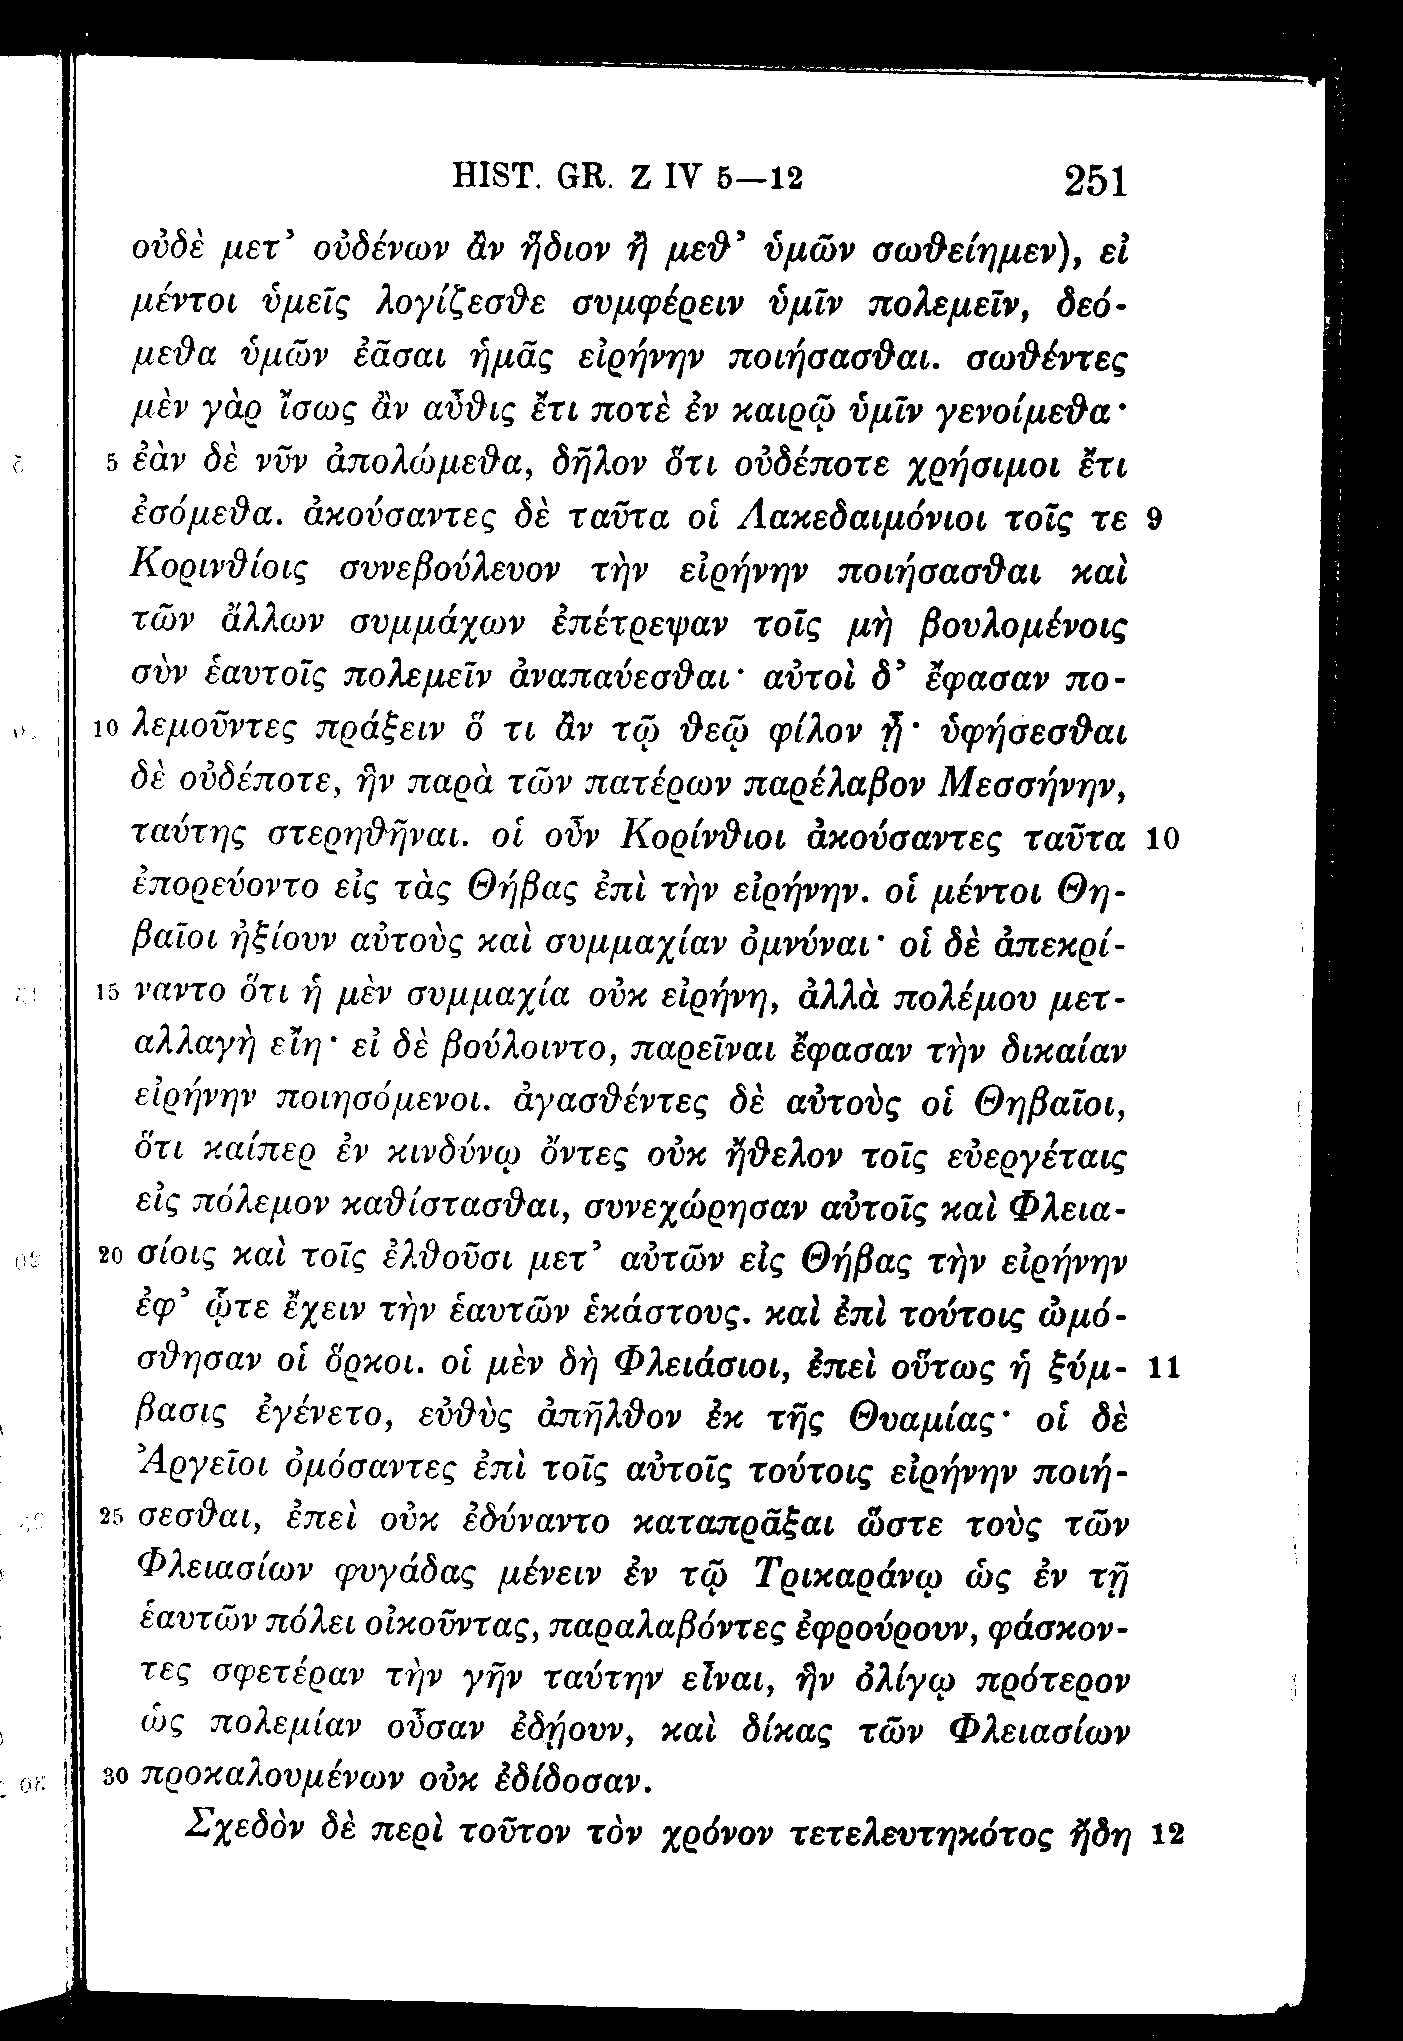 HIST. GR. Z IV 5—12 251
οὐδὲ μετ’ οὐδένων ἂν ἥδιον ἢ μεθ’ ὑμῶν σωθείημεν), εἰ
μέντοι ὑμεῖς λογίζεσθε συμφέρειν ὑμῖν πολεμεῖν, δεό-
μεθα ὑμῶν ἐᾶσαι ἡμᾶς εἰρήνην ποιήσασθαι. σωθέντες
μὲν γὰρ ἴσως ἂν αὖθις ἔτι ποτὲ ἐν καιρῷ ὑμῖν γενοίμεθα·
5 ἐὰν δὲ νῦν ἀπολώμεθα, δῆλον ὅτι οὐδέποτε χρήσιμοι ἔτι
ἐσόμεθα. ἀκούσαντες δὲ ταῦτα οἱ Λακεδαιμόνιοι τοῖς τε 9
Κορινθίοις συνεβούλευον τὴν εἰρήνην ποιήσασθαι καὶ
τῶν ἄλλων συμμάχων ἐπέτρεψαν τοῖς μὴ βουλομένοις
σὺν ἑαυτοῖς πολεμεῖν ἀναπαύεσθαι· αὐτοὶ δ’ ἔφασαν πο-
10 λεμοῦντες πράξειν ὅ τι ἂν τῷ θεῷ φίλον ᾖ· ὑφήσεσθαι
δὲ οὐδέποτε, ἣν παρὰ τῶν πατέρων παρέλαβον Μεσσήνην,
ταύτης στερηθῆναι. οἱ οὖν Κορίνθιοι ἀκούσαντες ταῦτα 10
ἐπορεύοντο εἰς τὰς Θήβας ἐπὶ τὴν εἰρήνην. οἱ μέντοι Θη-
βαῖοι ἠξίουν αὐτοὺς καὶ συμμαχίαν ὀμνύναι· οἱ δὲ ἀπεκρί-
15 ναντο ὅτι ἡ μὲν συμμαχία οὐκ εἰρήνη, ἀλλὰ πολέμου μετ-
αλλαγὴ εἴη· εἰ δὲ βούλοιντο, παρεῖναι ἔφασαν τὴν δικαίαν
εἰρήνην ποιησόμενοι. ἀγασθέντες δὲ αὐτοὺς οἱ Θηβαῖοι,
ὅτι καίπερ ἐν κινδύνῳ ὄντες οὐκ ἤθελον τοῖς εὐεργέταις
εἰς πόλεμον καθίστασθαι, συνεχώρησαν αὐτοῖς καὶ Φλεια-
20 σίοις καὶ τοῖς ἐλθοῦσι μετ’ αὐτῶν εἰς Θήβας τὴν εἰρήνην
ἐφ’ ᾧτε ἔχειν τὴν ἑαυτῶν ἑκάστους. καὶ ἐπὶ τούτοις ὠμό-
σθησαν οἱ ὅρκοι. οἱ μὲν δὴ Φλειάσιοι, ἐπεὶ οὕτως ἡ ξύμ- 11
βασις ἐγένετο, εὐθὺς ἀπῆλθον ἐκ τῆς Θυαμίας· οἱ δὲ
Ἀργεῖοι ὀμόσαντες ἐπὶ τοῖς αὐτοῖς τούτοις εἰρήνην ποιή-
25 σεσθαι, ἐπεὶ οὐκ ἐδύναντο καταπρᾶξαι ὥστε τοὺς τῶν
Φλειασίων φυγάδας μένειν ἐν τῷ Τρικαράνῳ ὡς ἐν τῇ
ἑαυτῶν πόλει οἰκοῦντας, παραλαβόντες ἐφρούρουν, φάσκον-
τες σφετέραν τὴν γῆν ταύτην εἶναι, ἣν ὀλίγῳ πρότερον
ὡς πολεμίαν οὖσαν ἐδῄουν, καὶ δίκας τῶν Φλειασίων
30 προκαλουμένων οὐκ ἐδίδοσαν.
Σχεδὸν δὲ περὶ τοῦτον τὸν χρόνον τετελευτηκότος ἤδη 12